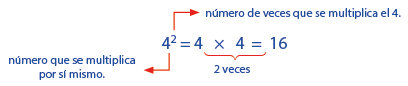 número de veces que se multiplica el 4.
4² = 4 × 4 = 16
número que se multiplica
por sí mismo.
2 veces